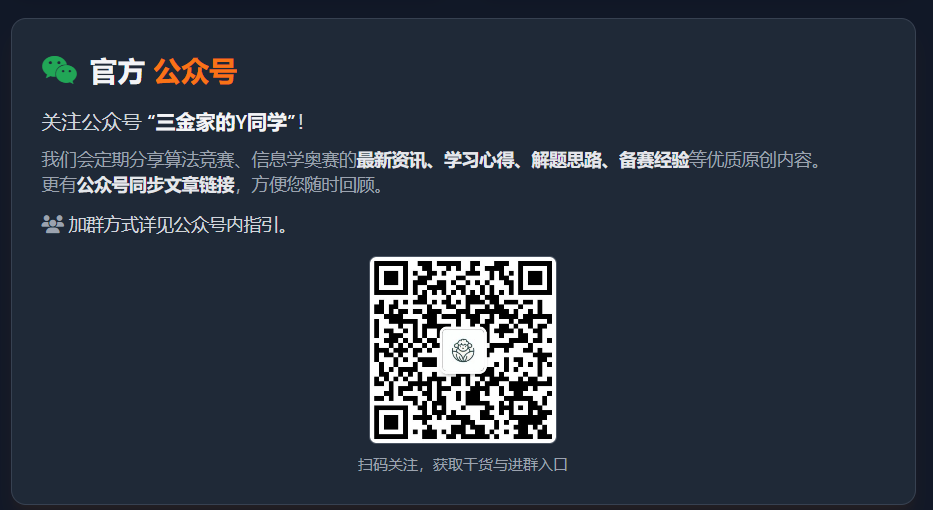 官方 公众号
关注公众号 “三金家的Y同学”！
我们会定期分享算法竞赛、信息学奥赛的最新资讯、学习心得、解题思路、备赛经验等优质原创内容。
更有公众号同步文章链接，方便您随时回顾。
加群方式详见公众号内指引。
扫码关注，获取干货与进群入口